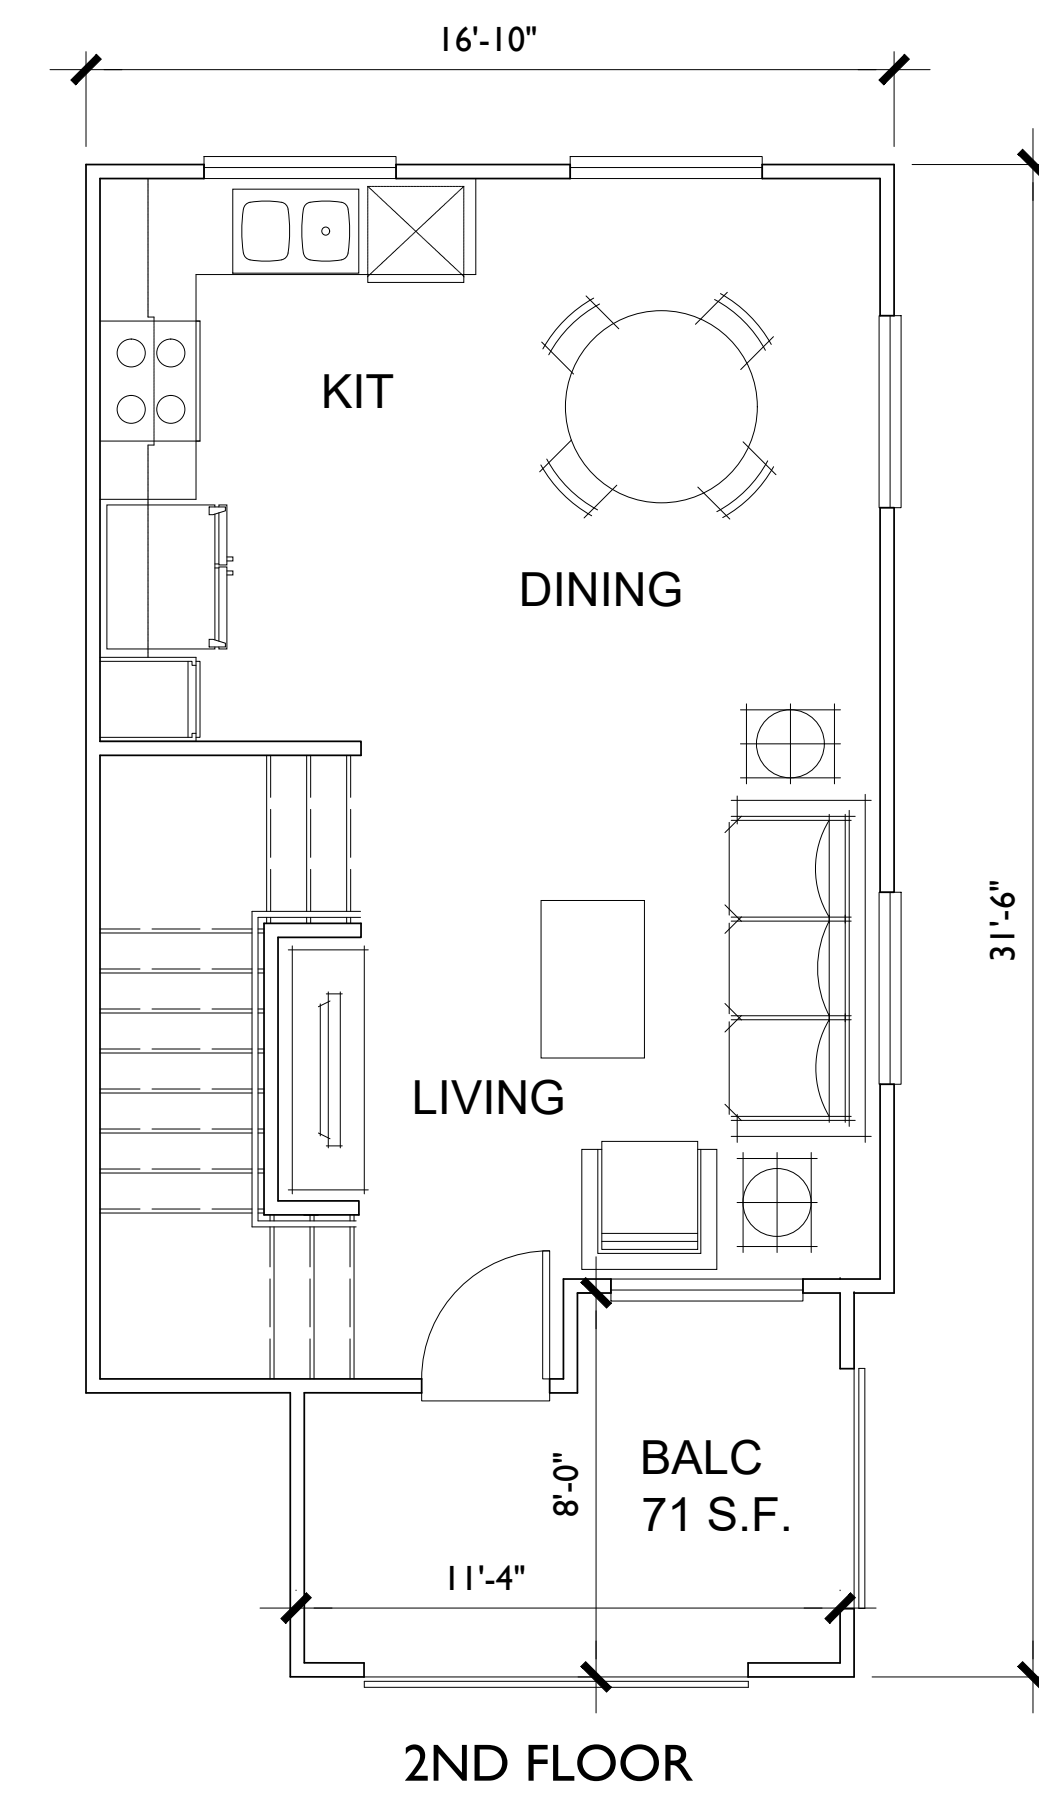 16'-10"
KIT
DINING
31'-6"
LIVING
BALC
71 S.F.
8'-0"
11'-4"
2ND FLOOR